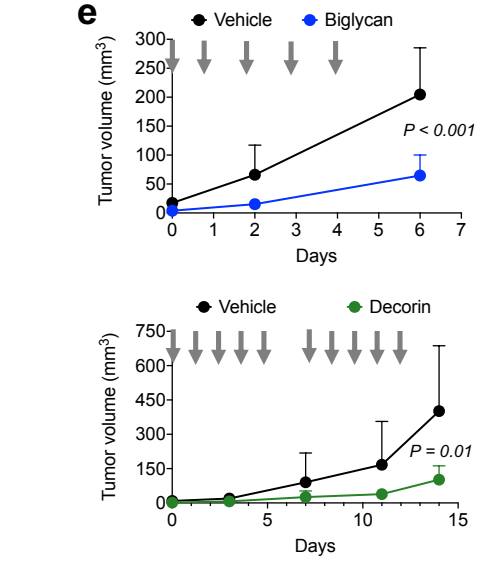 e
Vehicle Biglycan
Tumor volume (mm³)
300
250
200
150
100
50
0
P < 0.001
0 1 2 3 4 5 6 7
Days
Vehicle Decorin
Tumor volume (mm³)
750
600
450
300
150
0
P = 0.01
0 5 10 15
Days